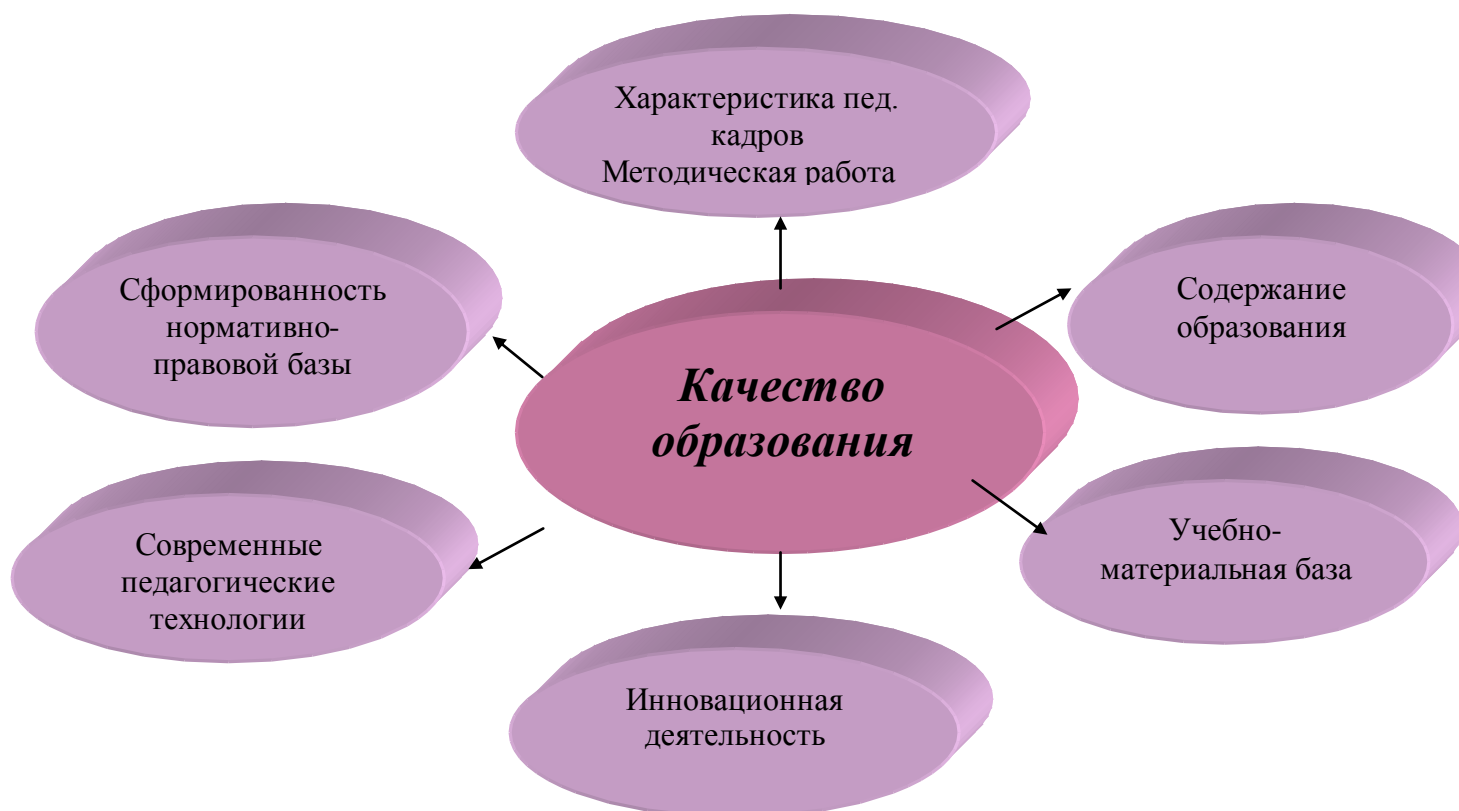 Характеристика пед.
кадров
Методическая работа
Сформированность
нормативно-
правовой базы
Содержание
образования
Качество
образования
Современные
педагогические
технологии
Учебно-
материальная база
Инновационная
деятельность